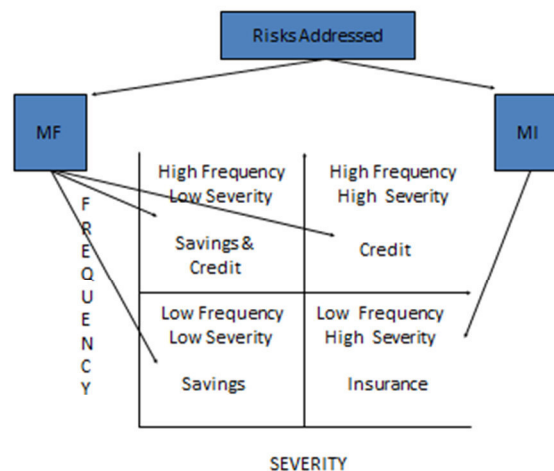 Risks Addressed
MF
MI
High Frequency
Low Severity
Savings &
Credit
High Frequency
High Severity
Credit
FREQUENCY
Low Frequency
Low Severity
Savings
Low Frequency
High Severity
Insurance
SEVERITY